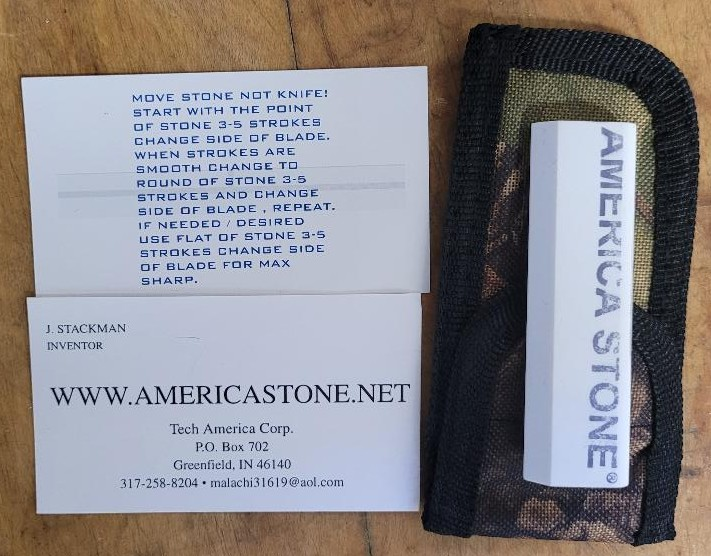 MOVE STONE NOT KNIFE!
START WITH THE POINT
OF STONE 3-5 STROKES
CHANGE SIDE OF BLADE.
WHEN STROKES ARE
SMOOTH CHANGE TO
ROUND OF STONE 3-5
STROKES AND CHANGE
SIDE OF BLADE , REPEAT.
IF NEEDED / DESIRED
USE FLAT OF STONE 3-5
STROKES CHANGE SIDE
OF BLADE FOR MAX
SHARP.
J. STACKMAN
INVENTOR
WWW.AMERICASTONE.NET
Tech America Corp.
P.O. Box 702
Greenfield, IN 46140
317-258-8204 • malachi31619@aol.com
AMERICA STONE®